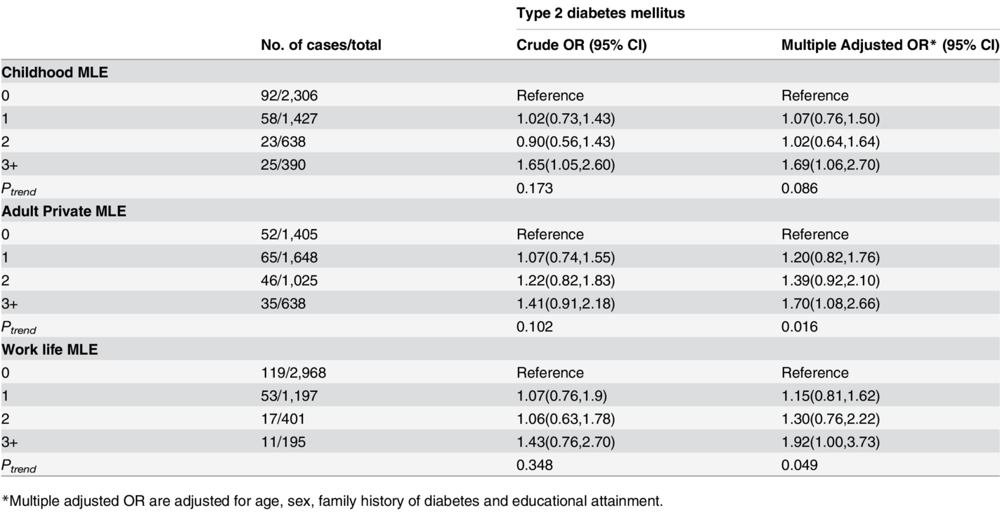 Type 2 diabetes mellitus
No. of cases/total Crude OR (95% CI) Multiple Adjusted OR* (95% CI)
Childhood MLE
0 92/2,306 Reference Reference
1 58/1,427 1.02(0.73,1.43) 1.07(0.76,1.50)
2 23/638 0.90(0.56,1.43) 1.02(0.64,1.64)
3+ 25/390 1.65(1.05,2.60) 1.69(1.06,2.70)
Ptrend 0.173 0.086
Adult Private MLE
0 52/1,405 Reference Reference
1 65/1,648 1.07(0.74,1.55) 1.20(0.82,1.76)
2 46/1,025 1.22(0.82,1.83) 1.39(0.92,2.10)
3+ 35/638 1.41(0.91,2.18) 1.70(1.08,2.66)
Ptrend 0.102 0.016
Work life MLE
0 119/2,968 Reference Reference
1 53/1,197 1.07(0.76,1.9) 1.15(0.81,1.62)
2 17/401 1.06(0.63,1.78) 1.30(0.76,2.22)
3+ 11/195 1.43(0.76,2.70) 1.92(1.00,3.73)
Ptrend 0.348 0.049
*Multiple adjusted OR are adjusted for age, sex, family history of diabetes and educational attainment.